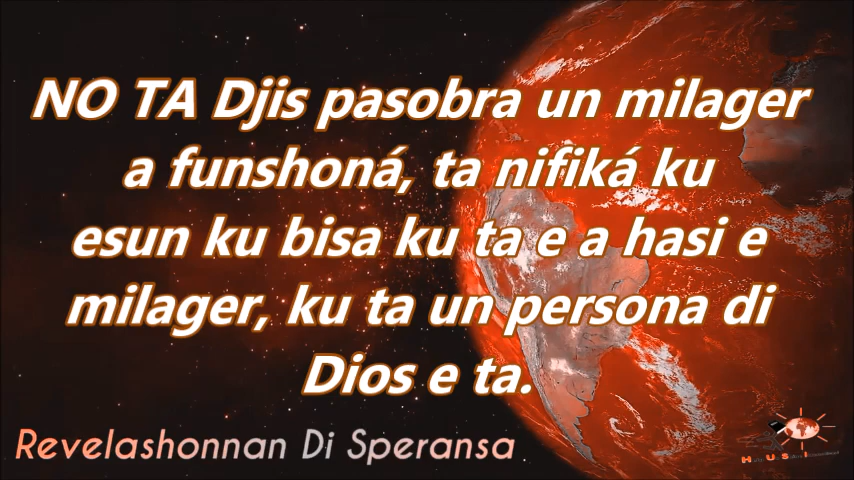 NO TA Djis pasobra un milager
a funshoná, ta nifiká ku
esun ku bisa ku ta e a hasi e
milager, ku ta un persona di
Dios e ta.
Revelashonnan Di Speransa
H U S I